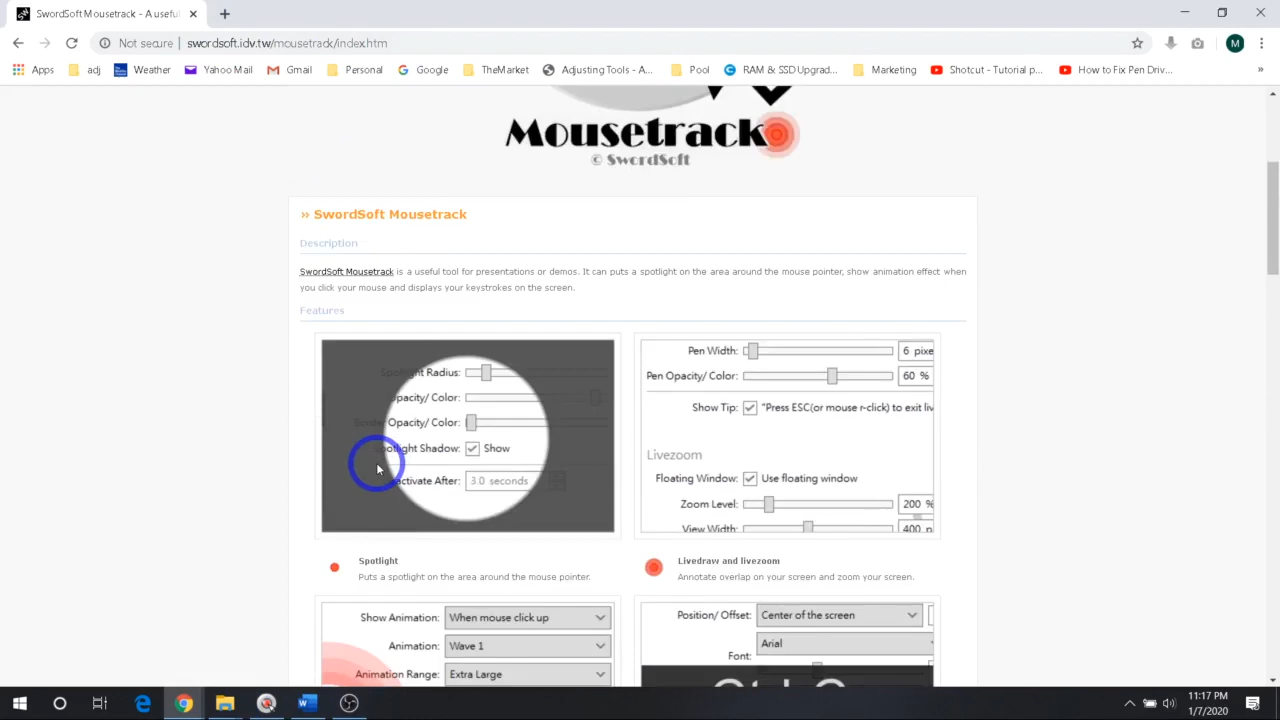 SwordSoft Mousetrack - A useful
Not secure | swordsoft.idv.tw/mousetrack/index.htm
M
Apps adj Weather Yahoo Mail Gmail Personal Google TheMarket Adjusting Tools - A... Pool RAM & SSD Upgrad... Marketing Shotcut - Tutorial p... How to Fix Pen Driv... »
Mousetrack
© SwordSoft
» SwordSoft Mousetrack
Description
SwordSoft Mousetrack is a useful tool for presentations or demos. It can puts a spotlight on the area around the mouse pointer, show animation effect when
you click your mouse and displays your keystrokes on the screen.
Features
Spotlight Radius:
Opacity/ Color:
Border Opacity/ Color:
Spotlight Shadow: Show
activate After: 3.0 seconds
Pen Width: 6 pixe
Pen Opacity/ Color: 60 %
Show Tip: "Press ESC(or mouse r-click) to exit liv
Livezoom
Floating Window: Use floating window
Zoom Level: 200 %
View Width: 400 p
Spotlight
Puts a spotlight on the area around the mouse pointer.
Livedraw and livezoom
Annotate overlap on your screen and zoom your screen.
Show Animation: When mouse click up
Animation: Wave 1
Animation Range: Extra Large
Position/ Offset: Center of the screen
Font: Arial
11:17 PM
1/7/2020